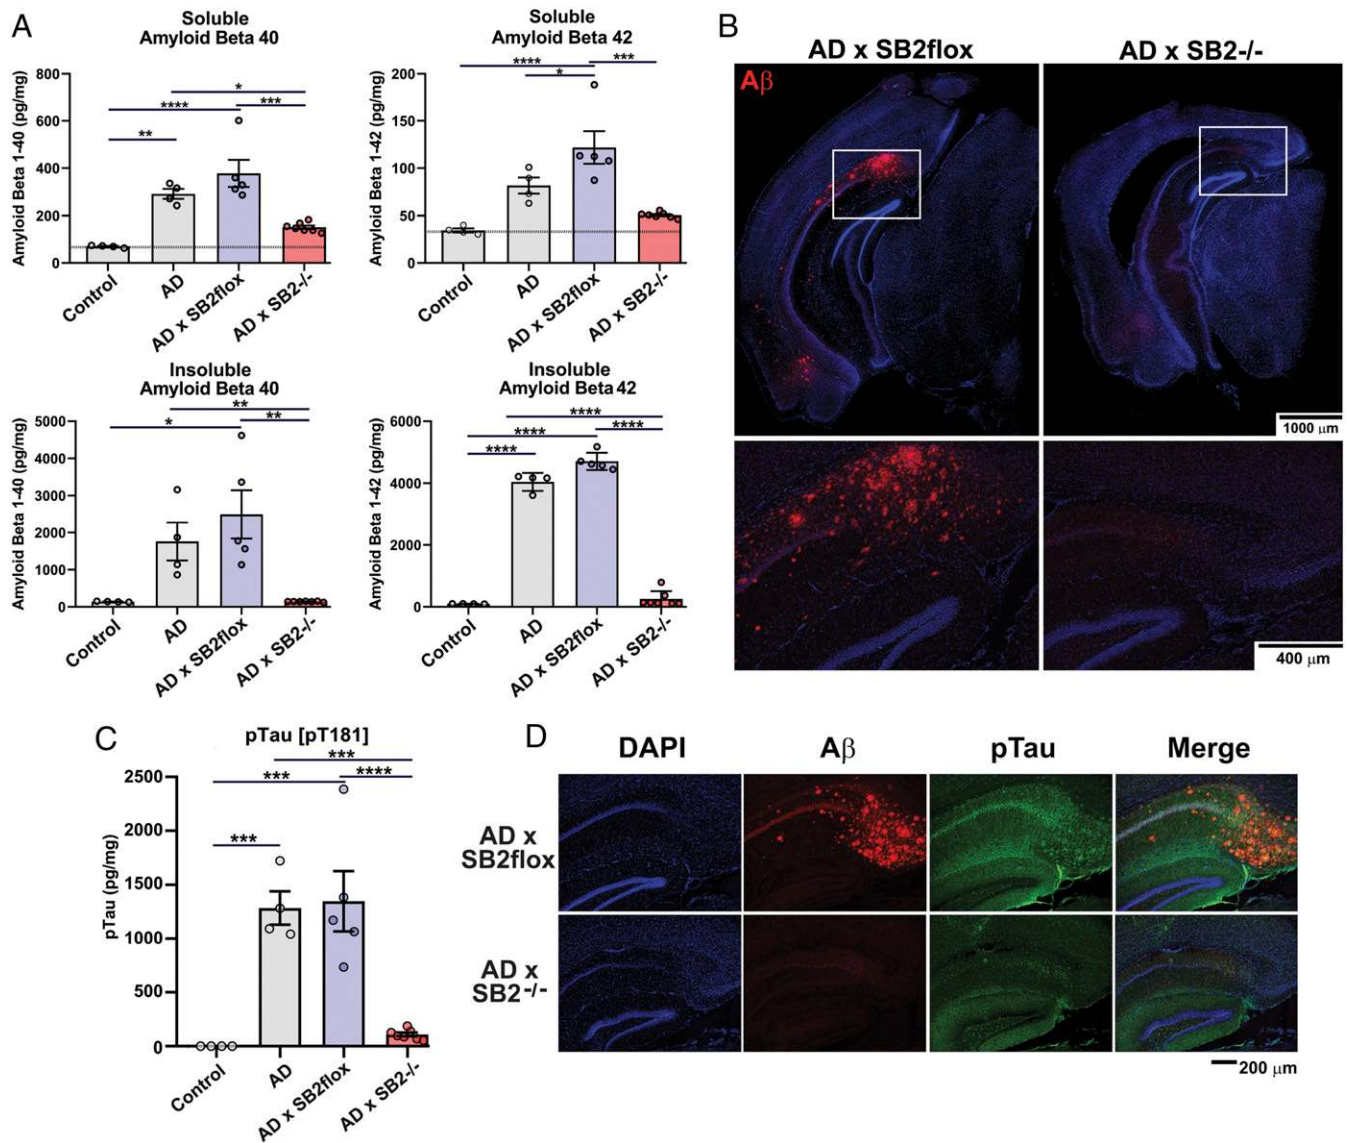 A
Soluble
Amyloid Beta 40
Amyloid Beta 1-40 (pg/mg)
800
600
400
200
0
*
****
***
**
Control
AD
AD x SB2flox
AD x SB2-/-
Soluble
Amyloid Beta 42
Amyloid Beta 1-42 (pg/mg)
200
150
100
50
0
****
***
*
Control
AD
AD x SB2flox
AD x SB2-/-
Insoluble
Amyloid Beta 40
Amyloid Beta 1-40 (pg/mg)
5000
4000
3000
2000
1000
0
**
**
*
Control
AD
AD x SB2flox
AD x SB2-/-
Insoluble
Amyloid Beta 42
Amyloid Beta 1-42 (pg/mg)
6000
4000
2000
0
****
****
****
****
Control
AD
AD x SB2flox
AD x SB2-/-
B
AD x SB2flox
AD x SB2-/-
Aβ
1000 μm
400 μm
C
pTau [pT181]
pTau (pg/mg)
2500
2000
1500
1000
500
0
***
***
****
***
Control
AD
AD x SB2flox
AD x SB2-/-
D
DAPI
Aβ
pTau
Merge
AD x
SB2flox
AD x
SB2-/-
200 μm